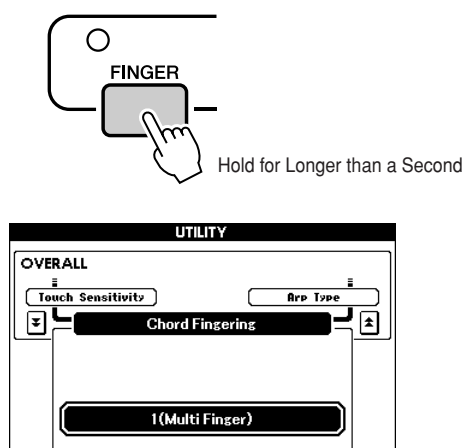 FINGER
Hold for Longer than a Second
UTILITY
OVERALL
Touch Sensitivity Arp Type
Chord Fingering
1(Multi Finger)